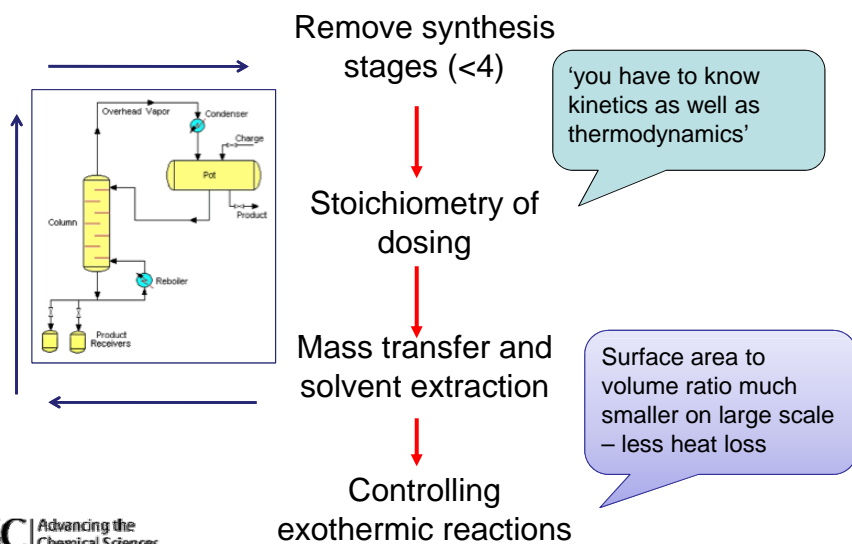 Remove synthesis
stages (<4)
‘you have to know
kinetics as well as
thermodynamics’
Overhead Vapor
Condenser
Charge
Pot
Product
Column
Reboiler
Product
Receivers
Stoichiometry of
dosing
Mass transfer and
solvent extraction
Surface area to
volume ratio much
smaller on large scale
– less heat loss
Controlling
exothermic reactions
C
Advancing the
Chemical Sciences